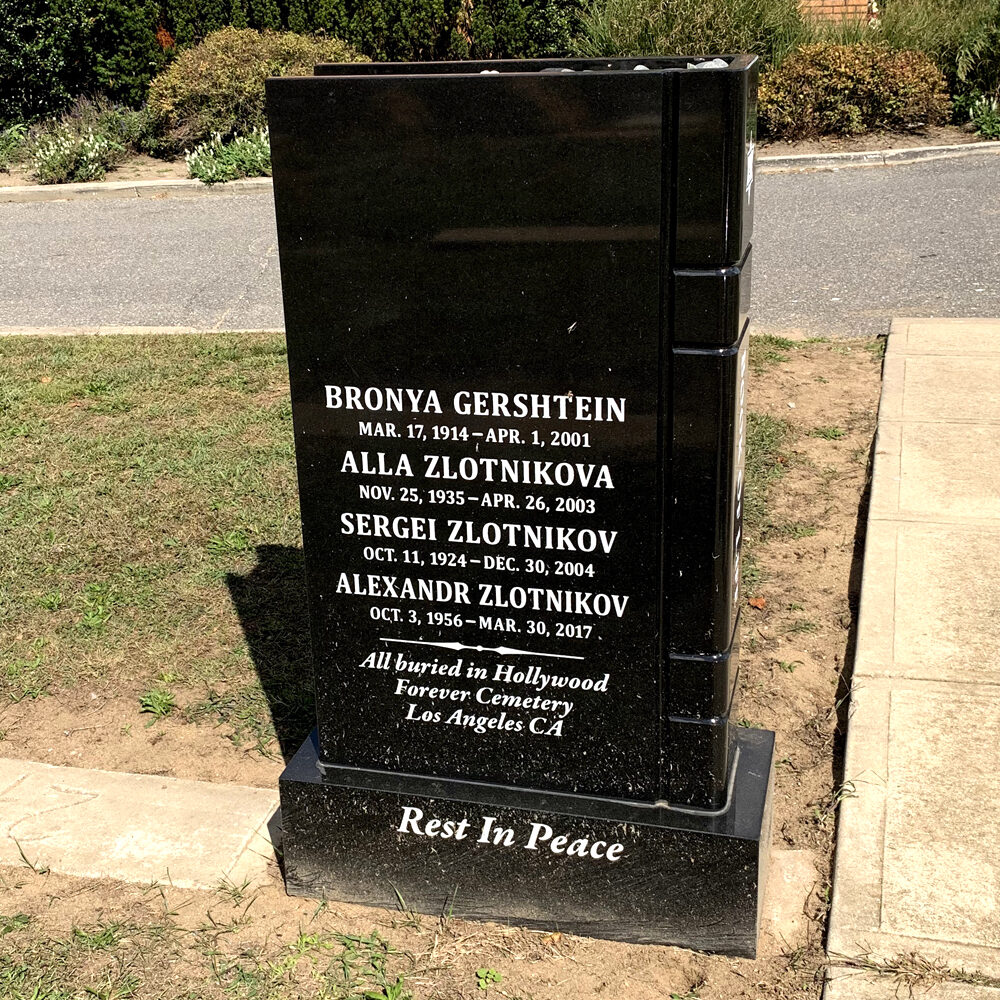 BRONYA GERSHTEIN
MAR. 17, 1914 – APR. 1, 2001
ALLA ZLOTNIKOVA
NOV. 25, 1935 – APR. 26, 2003
SERGEI ZLOTNIKOV
OCT. 11, 1924 – DEC. 30, 2004
ALEXANDR ZLOTNIKOV
OCT. 3, 1956 – MAR. 30, 2017
All buried in Hollywood
Forever Cemetery
Los Angeles CA
Rest In Peace